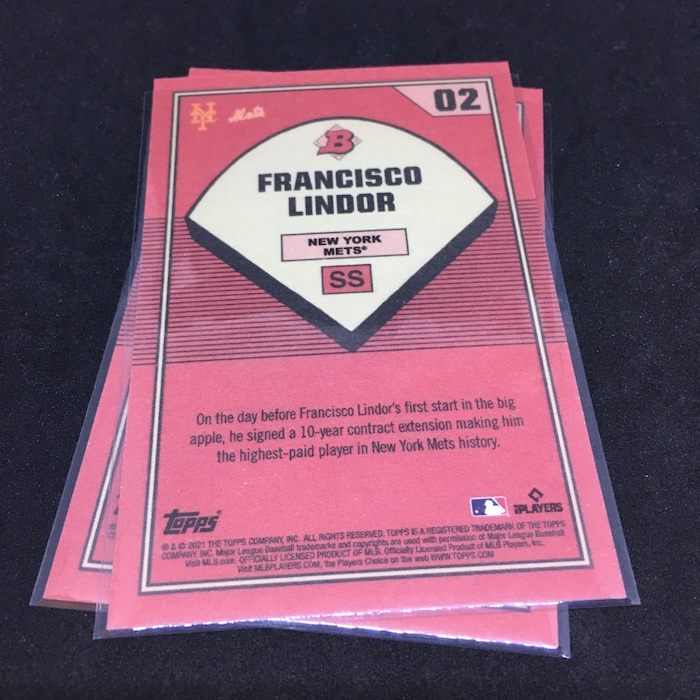 NY Mets 02
B
FRANCISCO
LINDOR
NEW YORK
METS®
SS
On the day before Francisco Lindor's first start in the big
apple, he signed a 10-year contract extension making him
the highest-paid player in New York Mets history.
topps
PLAYERS
® & © 2021 THE TOPPS COMPANY, INC. ALL RIGHTS RESERVED. TOPPS IS A REGISTERED TRADEMARK OF THE TOPPS
COMPANY, INC. Major League Baseball trademarks and copyrights are used with permission of Major League Baseball.
Visit MLB.com. OFFICIALLY LICENSED PRODUCT OF MLB. Officially Licensed Product of MLB Players, Inc.
Visit MLBPLAYERS.COM, the Players Choice on the web WWW.TOPPS.COM